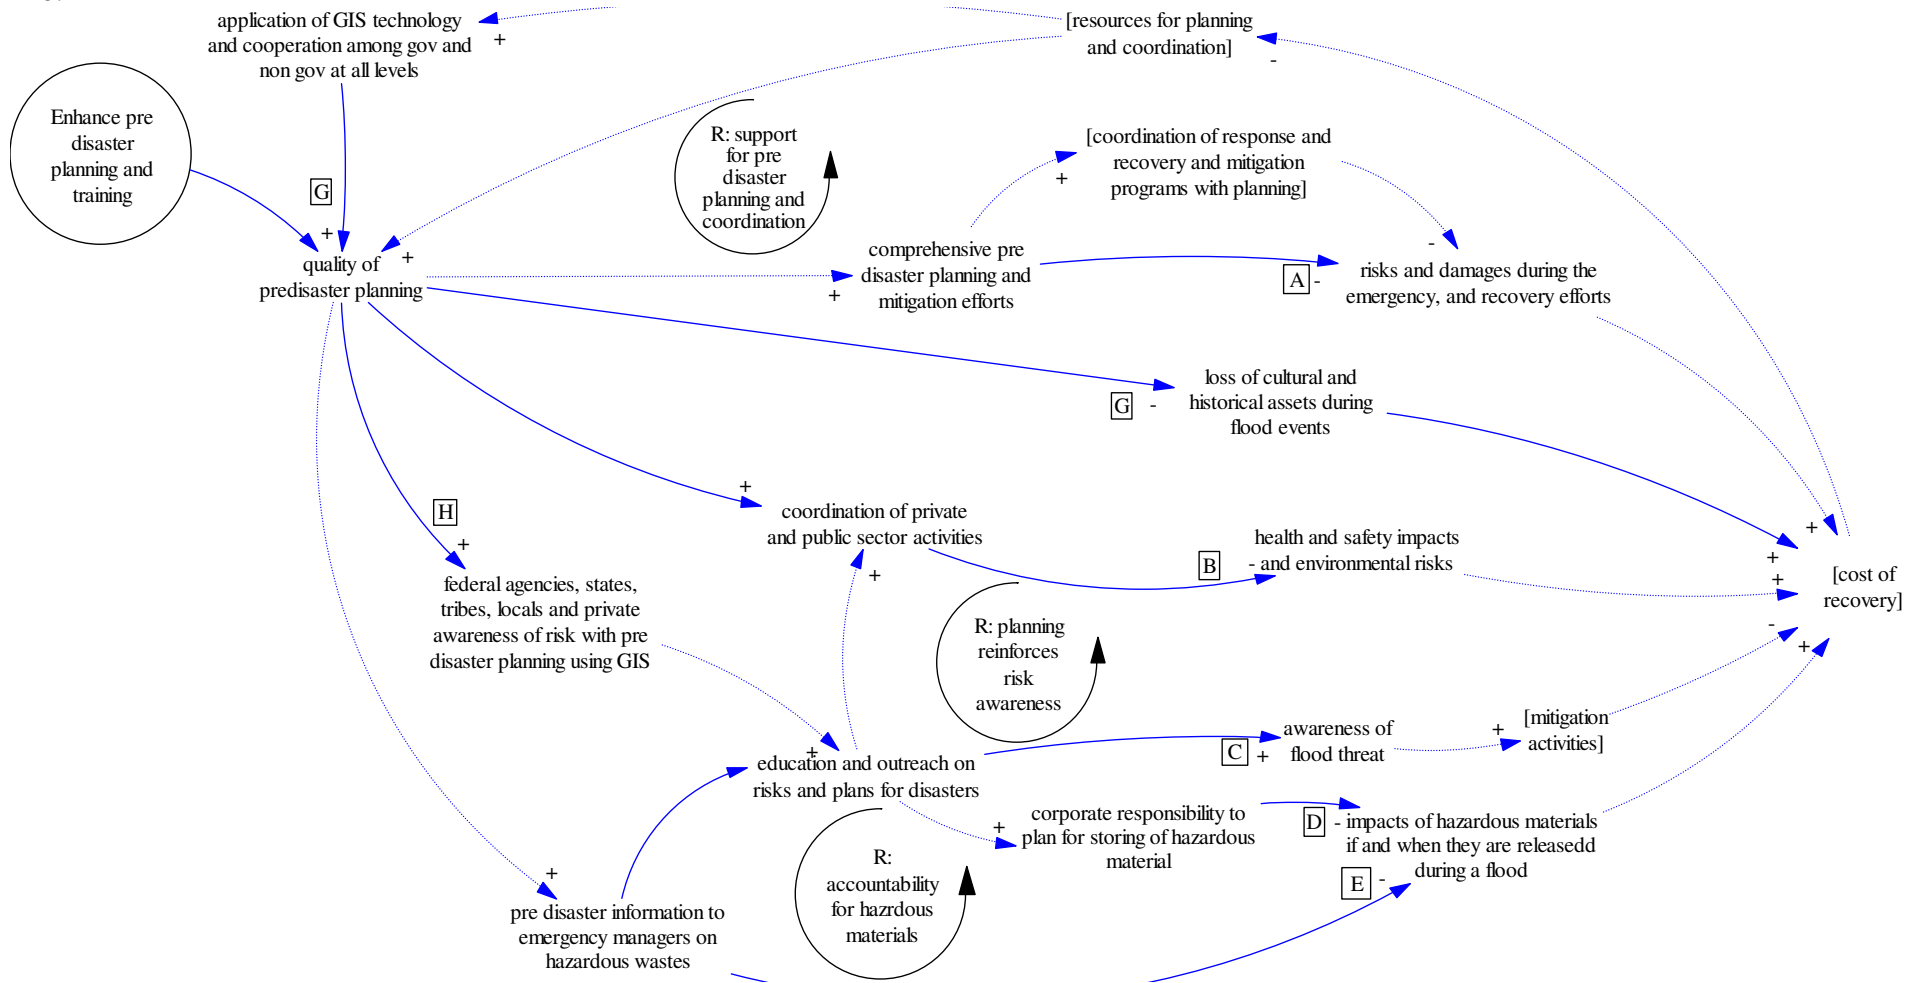 application of GIS technology
and cooperation among gov and
non gov at all levels
+
[resources for planning
and coordination]
-
Enhance pre
disaster
planning and
training
G
+
+
quality of
predisaster planning
R: support
for pre
disaster
planning and
coordination
[coordination of response and
recovery and mitigation
programs with planning]
+
-
comprehensive pre
disaster planning and
mitigation efforts
+
A -
risks and damages during the
emergency, and recovery efforts
loss of cultural and
historical assets during
flood events
G -
+
coordination of private
and public sector activities
+
H
+
federal agencies, states,
tribes, locals and private
awareness of risk with pre
disaster planning using GIS
B
health and safety impacts
- and environmental risks
+
+
+
-
+
[cost of
recovery]
R: planning
reinforces
risk
awareness
+
education and outreach on
risks and plans for disasters
C +
awareness of
flood threat
+
[mitigation
activities]
+
corporate responsibility to
plan for storing of hazardous
material
D
- impacts of hazardous materials
if and when they are releasedd
during a flood
E -
R:
accountability
for hazrdous
materials
+
pre disaster information to
emergency managers on
hazardous wastes